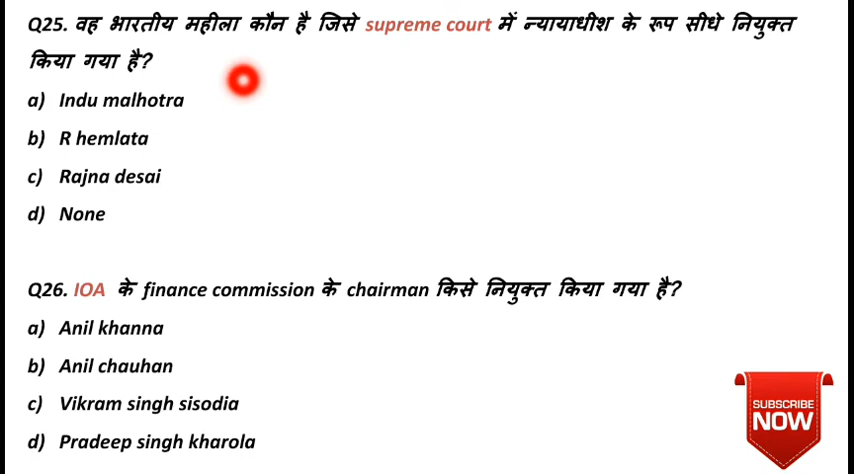 Q25. वह भारतीय महीला कौन है जिसे supreme court में न्यायाधीश के रूप सीधे नियुक्त
किया गया है?
a) Indu malhotra
b) R hemlata
c) Rajna desai
d) None
Q26. IOA के finance commission के chairman किसे नियुक्त किया गया है?
a) Anil khanna
b) Anil chauhan
c) Vikram singh sisodia
d) Pradeep singh kharola
SUBSCRIBE
NOW